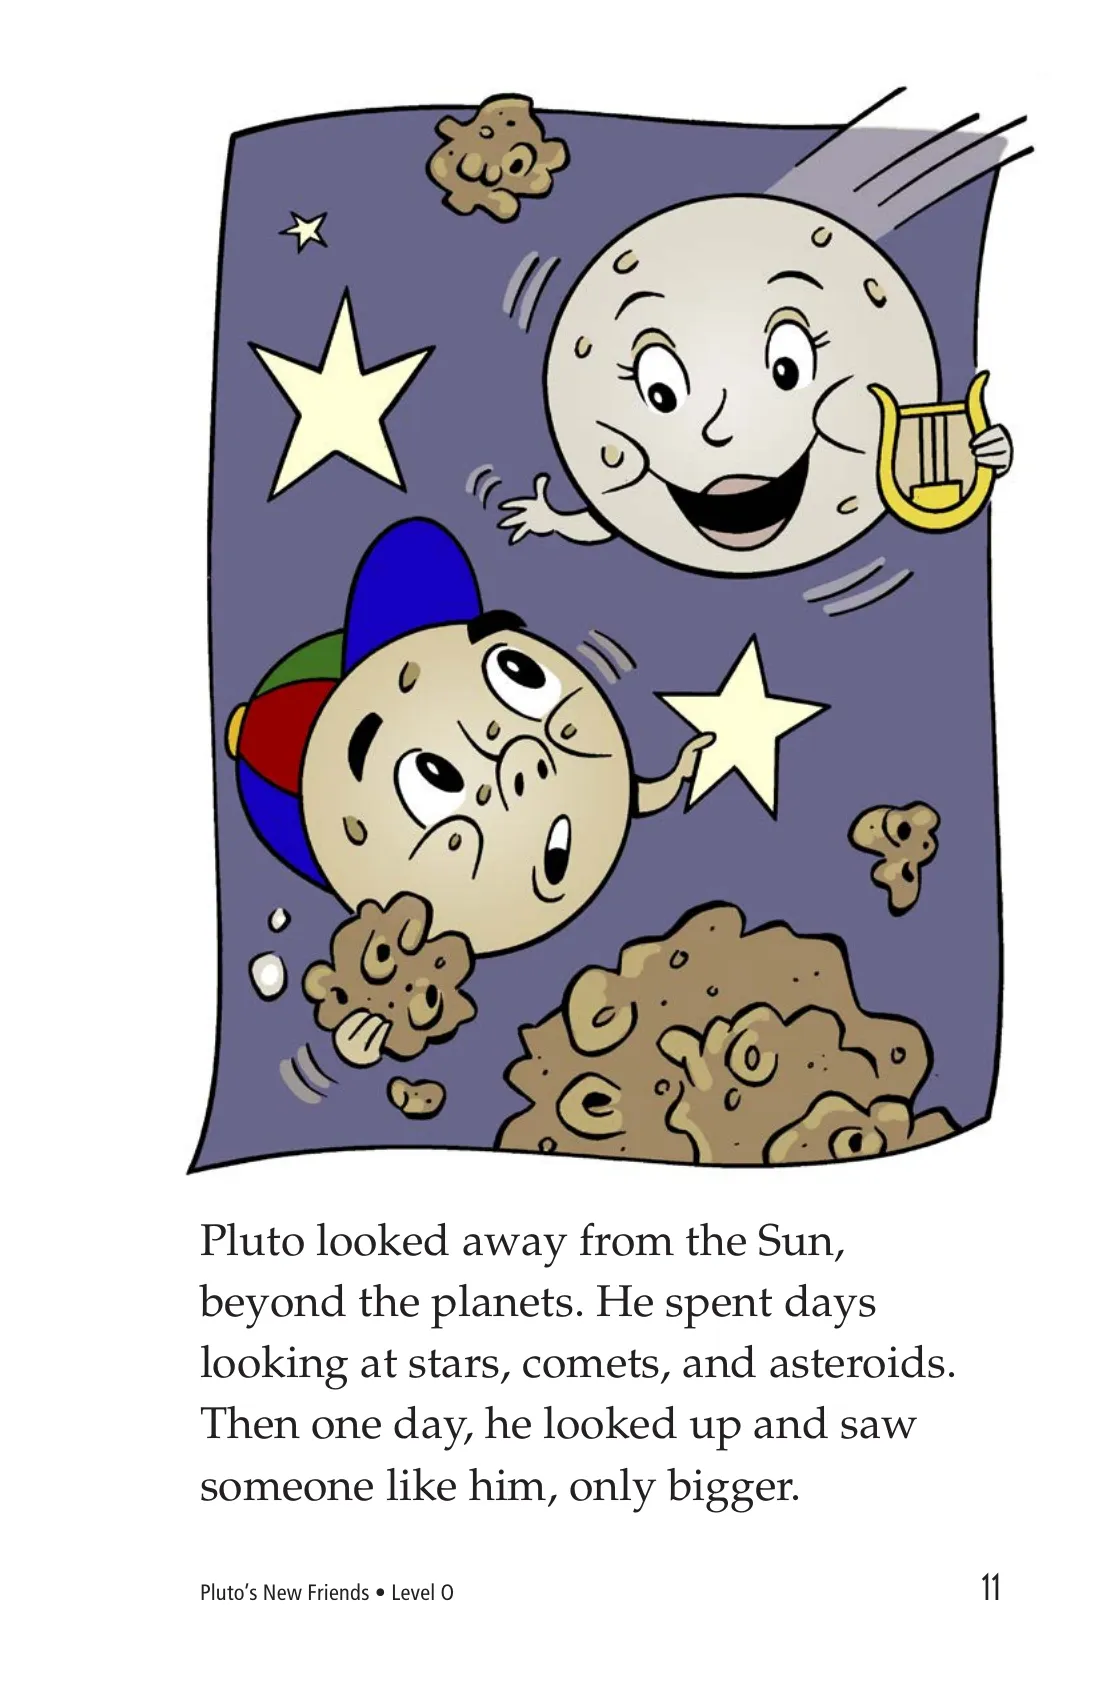 Pluto looked away from the Sun,
beyond the planets. He spent days
looking at stars, comets, and asteroids.
Then one day, he looked up and saw
someone like him, only bigger.
Pluto’s New Friends • Level O
11